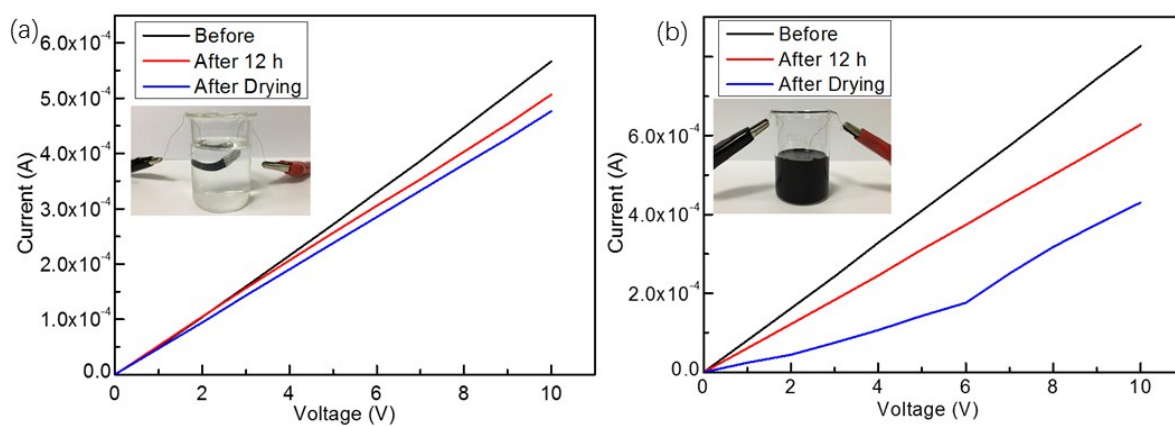 (a)
Before
After 12 h
After Drying
6.0x10⁻⁴
5.0x10⁻⁴
4.0x10⁻⁴
3.0x10⁻⁴
2.0x10⁻⁴
1.0x10⁻⁴
0.0
Current (A)
0 2 4 6 8 10
Voltage (V)
(b)
Before
After 12 h
After Drying
6.0x10⁻⁴
4.0x10⁻⁴
2.0x10⁻⁴
0.0
Current (A)
0 2 4 6 8 10
Voltage (V)